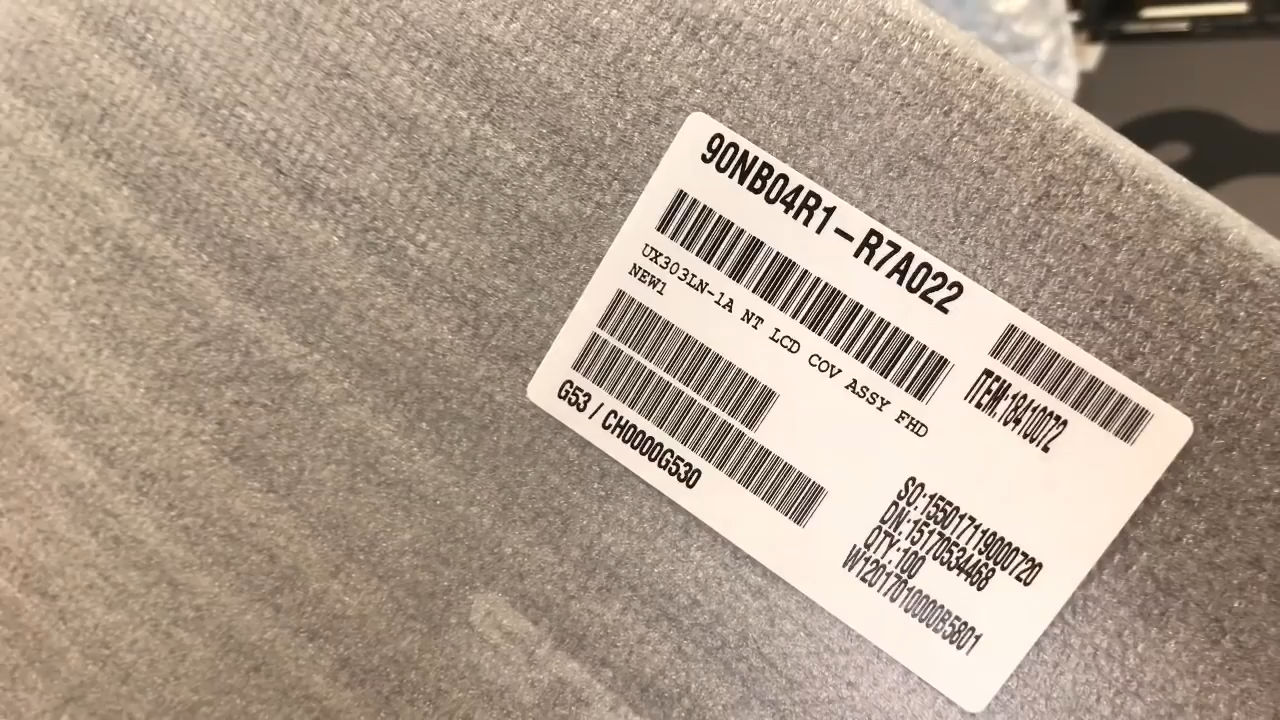 90NB04R1-R7A022
UX303LN-1A NT LCD COV ASSY FHD
NEW1
G53 / CH0000G530
ITEM:18410072
SO:155017119000720
DN:15170534468
QTY:100
W12017010000B5801